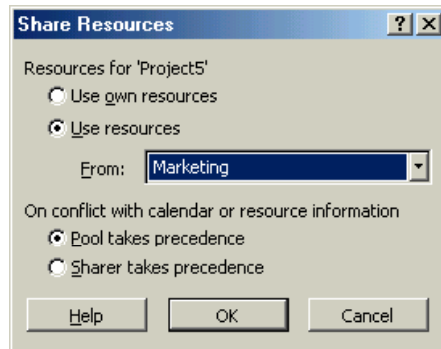 Share Resources
Resources for 'Project5'
Use own resources
Use resources
From: Marketing
On conflict with calendar or resource information
Pool takes precedence
Sharer takes precedence
Help OK Cancel